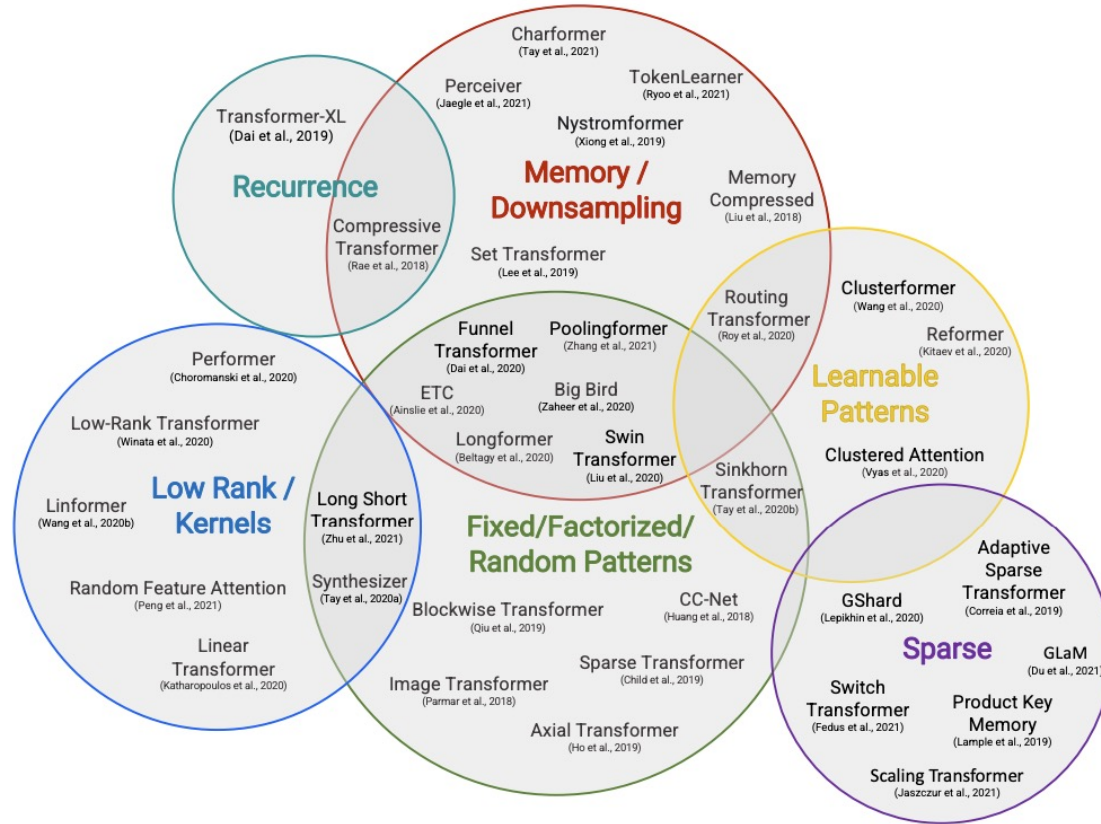 Charformer
(Tay et al., 2021)
Perceiver
(Jaegle et al., 2021)
TokenLearner
(Ryoo et al., 2021)
Transformer-XL
(Dai et al., 2019)
Nystromformer
(Xiong et al., 2019)
Recurrence
Memory /
Downsampling
Memory
Compressed
(Liu et al., 2018)
Compressive
Transformer
(Rae et al., 2018)
Set Transformer
(Lee et al., 2019)
Clusterformer
(Wang et al., 2020)
Routing
Transformer
(Roy et al., 2020)
Reformer
(Kitaev et al., 2020)
Funnel
Transformer
(Dai et al., 2020)
Poolingformer
(Zhang et al., 2021)
Performer
(Choromanski et al., 2020)
Learnable
Patterns
ETC
(Ainslie et al., 2020)
Big Bird
(Zaheer et al., 2020)
Low-Rank Transformer
(Winata et al., 2020)
Longformer
(Beltagy et al., 2020)
Swin
Transformer
(Liu et al., 2020)
Clustered Attention
(Vyas et al., 2020)
Sinkhorn
Transformer
(Tay et al., 2020b)
Linformer
(Wang et al., 2020b)
Low Rank /
Kernels
Long Short
Transformer
(Zhu et al., 2021)
Fixed/Factorized/
Random Patterns
Adaptive
Sparse
Transformer
(Correia et al., 2019)
Random Feature Attention
(Peng et al., 2021)
Synthesizer
(Tay et al., 2020a)
Blockwise Transformer
(Qiu et al., 2019)
CC-Net
(Huang et al., 2018)
GShard
(Lepikhin et al., 2020)
Sparse
GLaM
(Du et al., 2021)
Linear
Transformer
(Katharopoulos et al., 2020)
Sparse Transformer
(Child et al., 2019)
Image Transformer
(Parmar et al., 2018)
Switch
Transformer
(Fedus et al., 2021)
Product Key
Memory
(Lample et al., 2019)
Axial Transformer
(Ho et al., 2019)
Scaling Transformer
(Jaszczur et al., 2021)